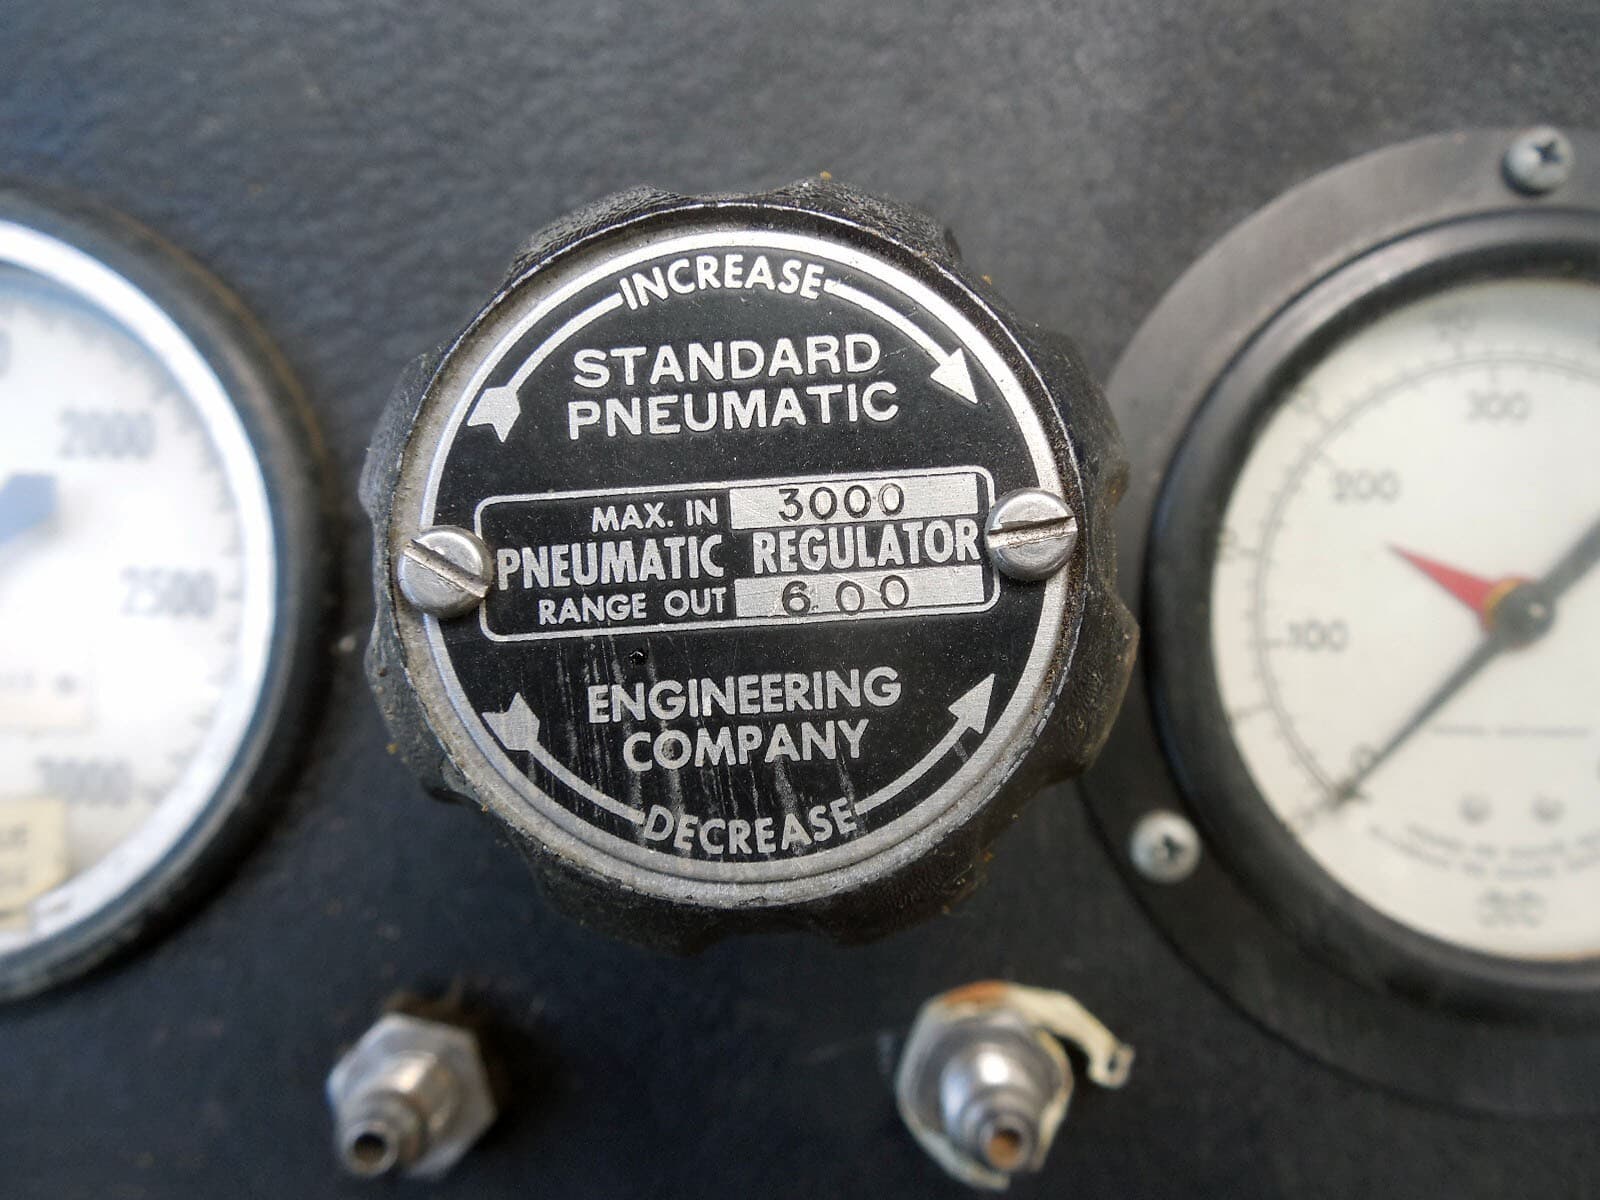 INCREASE
STANDARD
PNEUMATIC
MAX. IN 3000
PNEUMATIC REGULATOR
RANGE OUT 600
ENGINEERING
COMPANY
DECREASE
2000
2500
3000
300
200
100
0